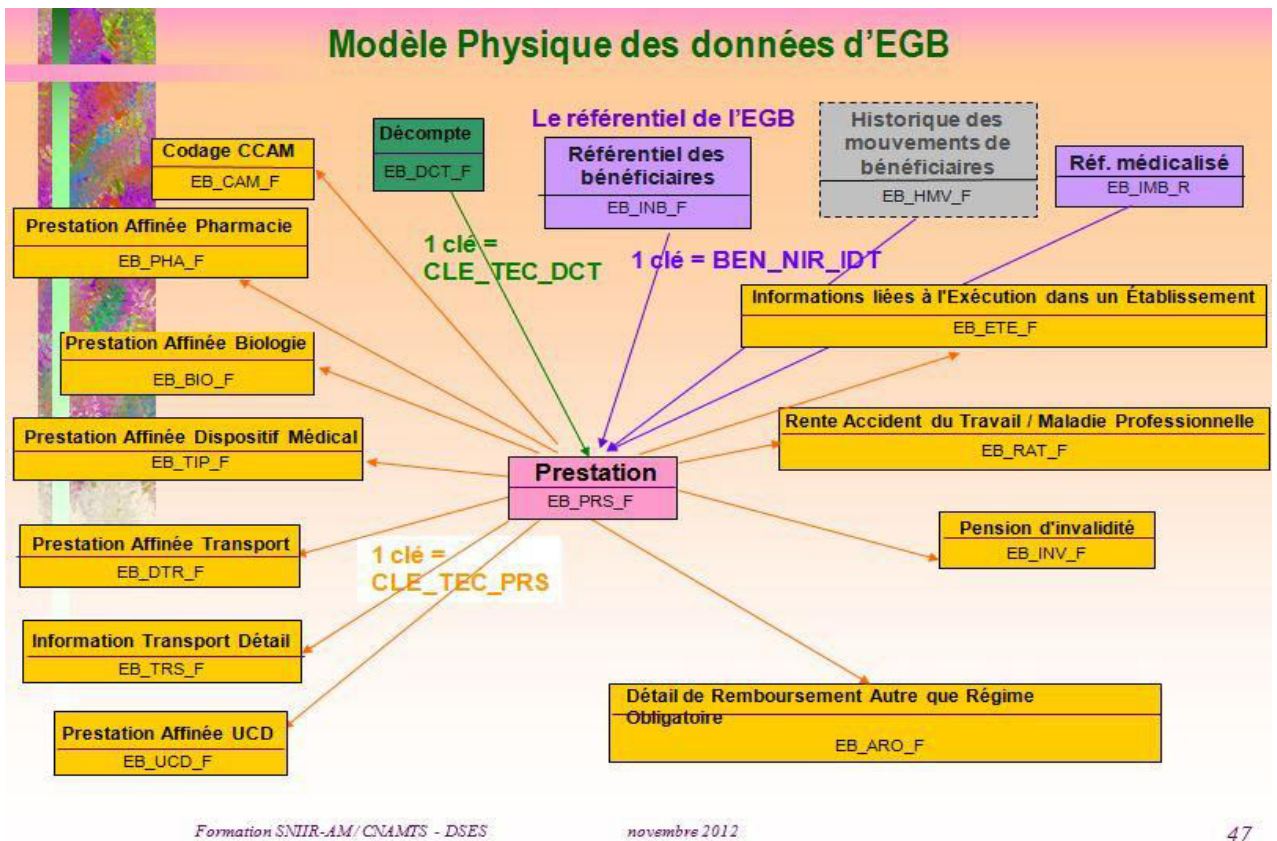 Modèle Physique des données d'EGB
Décompte
EB_DCT_F
Le référentiel de l'EGB
Référentiel des
bénéficiaires
EB_INB_F
Historique des
mouvements de
bénéficiaires
EB_HMV_F
Réf. médicalisé
EB_IMB_R
Codage CCAM
EB_CAM_F
Prestation Affinée Pharmacie
EB_PHA_F
1 clé =
CLE_TEC_DCT
1 clé = BEN_NIR_IDT
Informations liées à l'Exécution dans un Établissement
EB_ETE_F
Prestation Affinée Biologie
EB_BIO_F
Prestation Affinée Dispositif Médical
EB_TIP_F
Rente Accident du Travail / Maladie Professionnelle
EB_RAT_F
Prestation
EB_PRS_F
Prestation Affinée Transport
EB_DTR_F
1 clé =
CLE_TEC_PRS
Pension d'invalidité
EB_INV_F
Information Transport Détail
EB_TRS_F
Détail de Remboursement Autre que Régime
Obligatoire
EB_ARO_F
Prestation Affinée UCD
EB_UCD_F
Formation SNIIR-AM / CNAMTS - DSES
novembre 2012
47